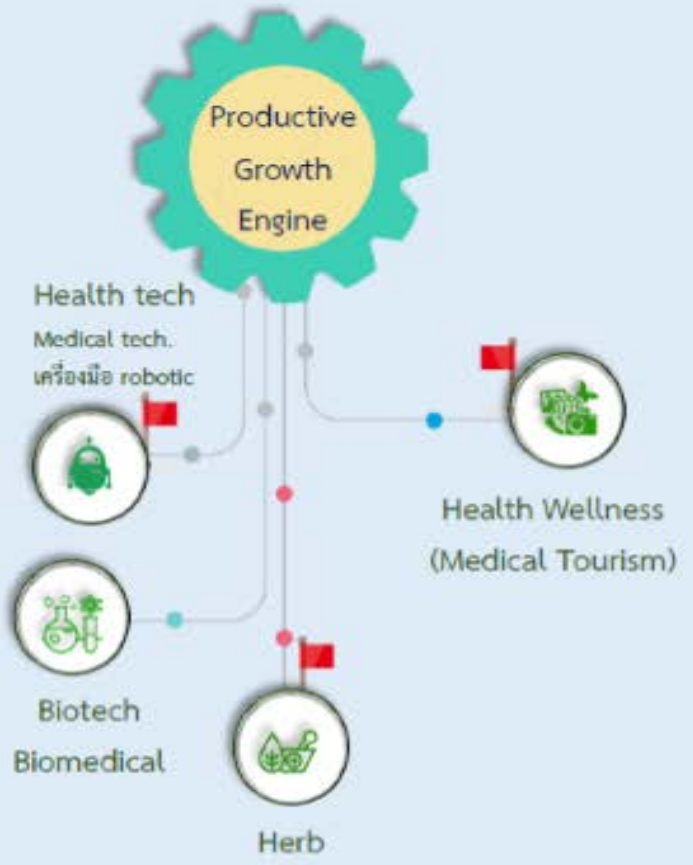 Productive
Growth
Engine
Health tech
Medical tech.
เครื่องมือ robotic
Health Wellness
(Medical Tourism)
Biotech
Biomedical
Herb